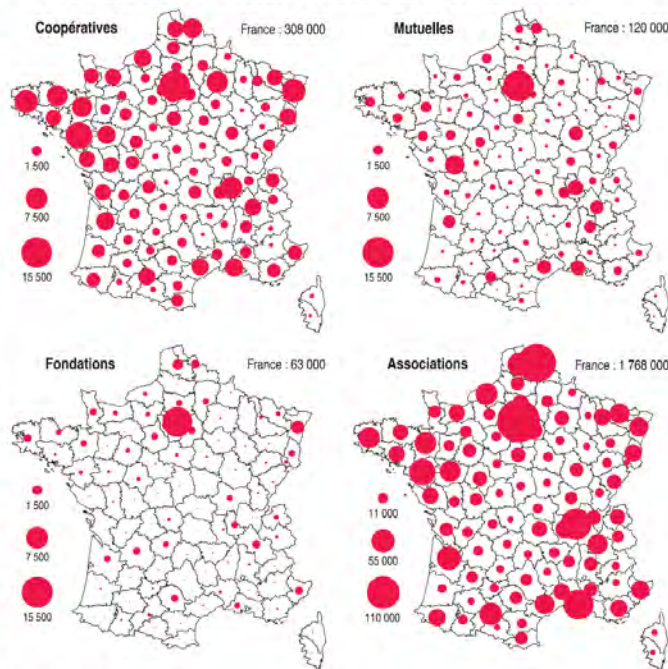 Coopératives
France : 308 000
1 500
7 500
15 500
Mutuelles
France : 120 000
1 500
7 500
15 500
Fondations
France : 63 000
1 500
7 500
15 500
Associations
France : 1 768 000
11 000
55 000
110 000